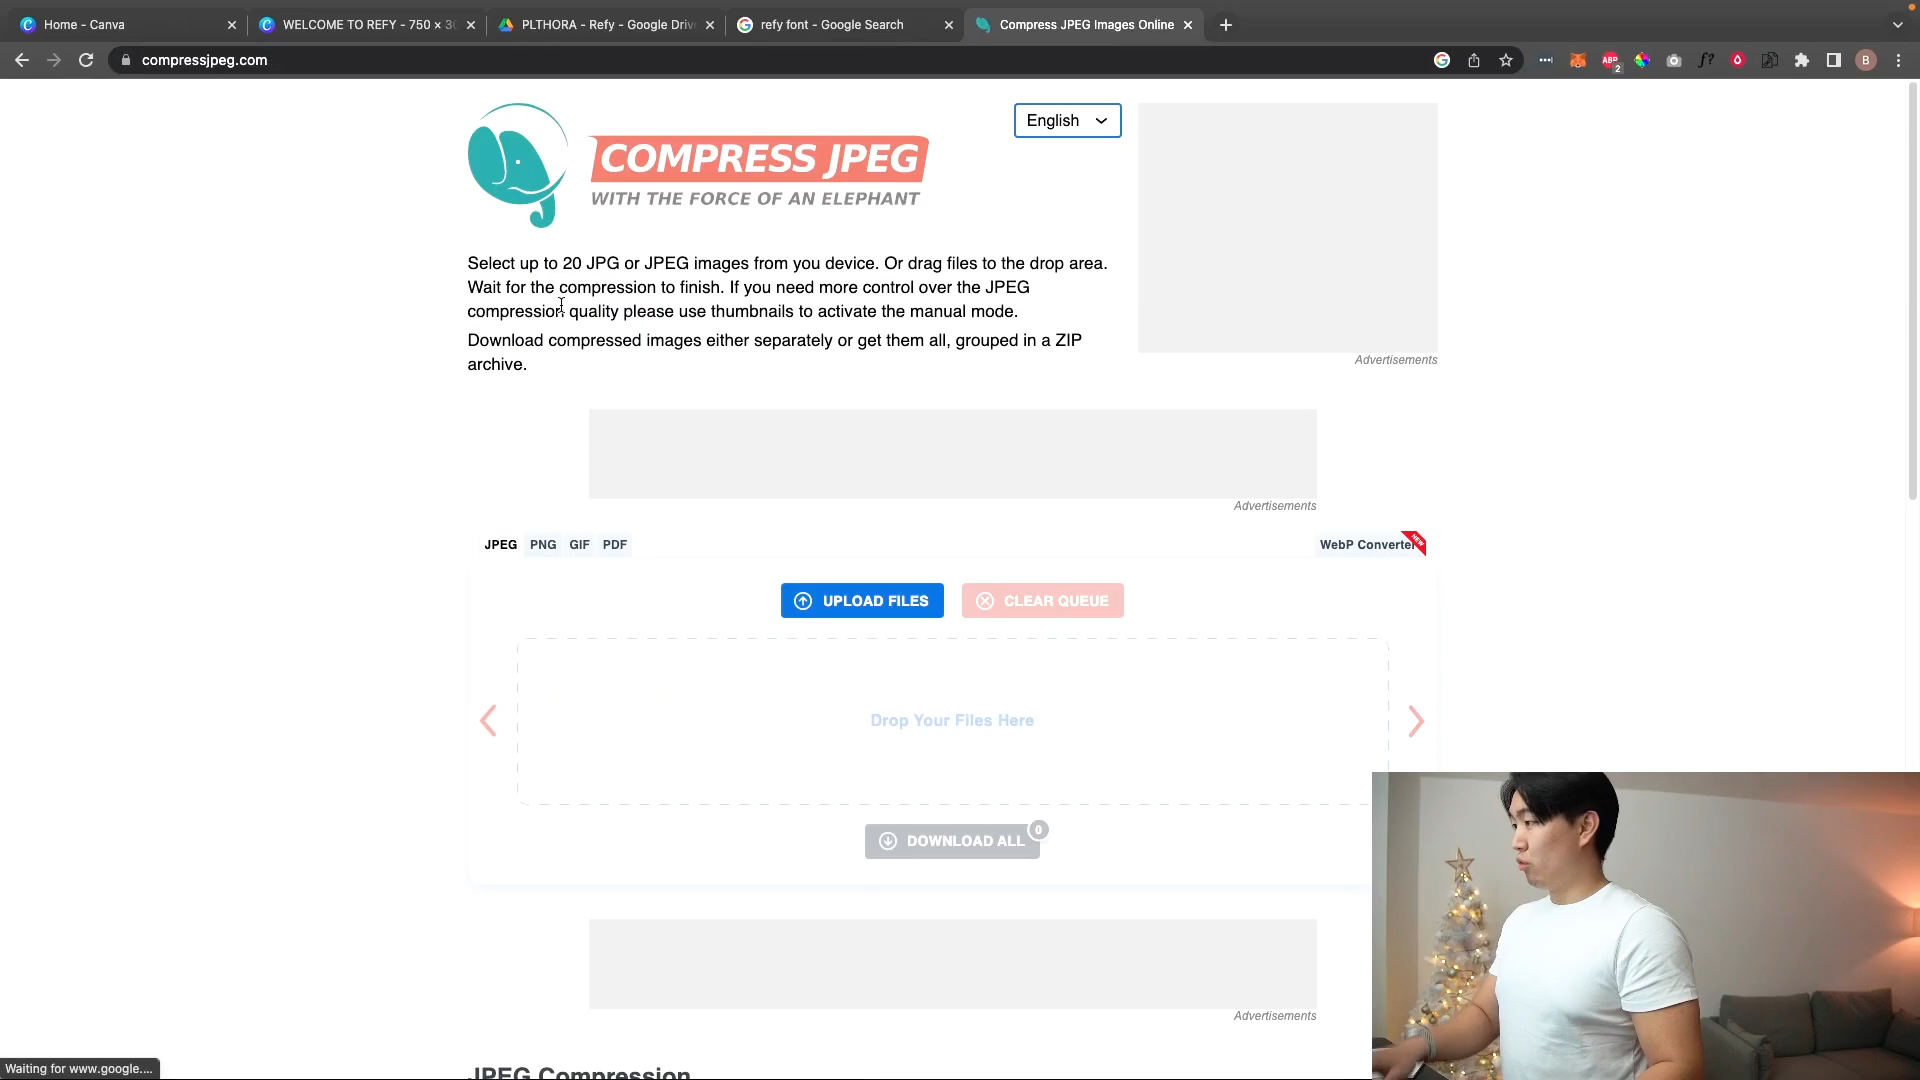 Home - Canva
WELCOME TO REFY - 750 × 30
PLTHORA - Refy - Google Drive
refy font - Google Search
Compress JPEG Images Online
compressjpeg.com
ABP
2
f?
B
COMPRESS JPEG
WITH THE FORCE OF AN ELEPHANT
English
Select up to 20 JPG or JPEG images from you device. Or drag files to the drop area.
Wait for the compression to finish. If you need more control over the JPEG
compression quality please use thumbnails to activate the manual mode.
Download compressed images either separately or get them all, grouped in a ZIP
archive.
Advertisements
Advertisements
JPEG PNG GIF PDF
WebP Converter
NEW
UPLOAD FILES
CLEAR QUEUE
Drop Your Files Here
DOWNLOAD ALL
0
Advertisements
JPEG Compression
Waiting for www.google....